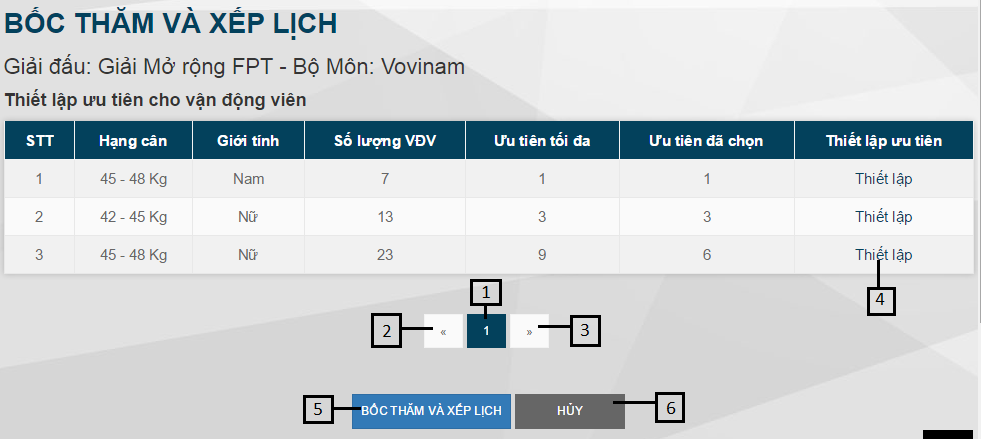 BỐC THĂM VÀ XẾP LỊCH
Giải đấu: Giải Mở rộng FPT - Bộ Môn: Vovinam
Thiết lập ưu tiên cho vận động viên
STT Hạng cân Giới tính Số lượng VĐV Ưu tiên tối đa Ưu tiên đã chọn Thiết lập ưu tiên
1 45 - 48 Kg Nam 7 1 1 Thiết lập
2 42 - 45 Kg Nữ 13 3 3 Thiết lập
3 45 - 48 Kg Nữ 23 9 6 Thiết lập
1
4
2 « 1 » 3
5 BỐC THĂM VÀ XẾP LỊCH HỦY 6